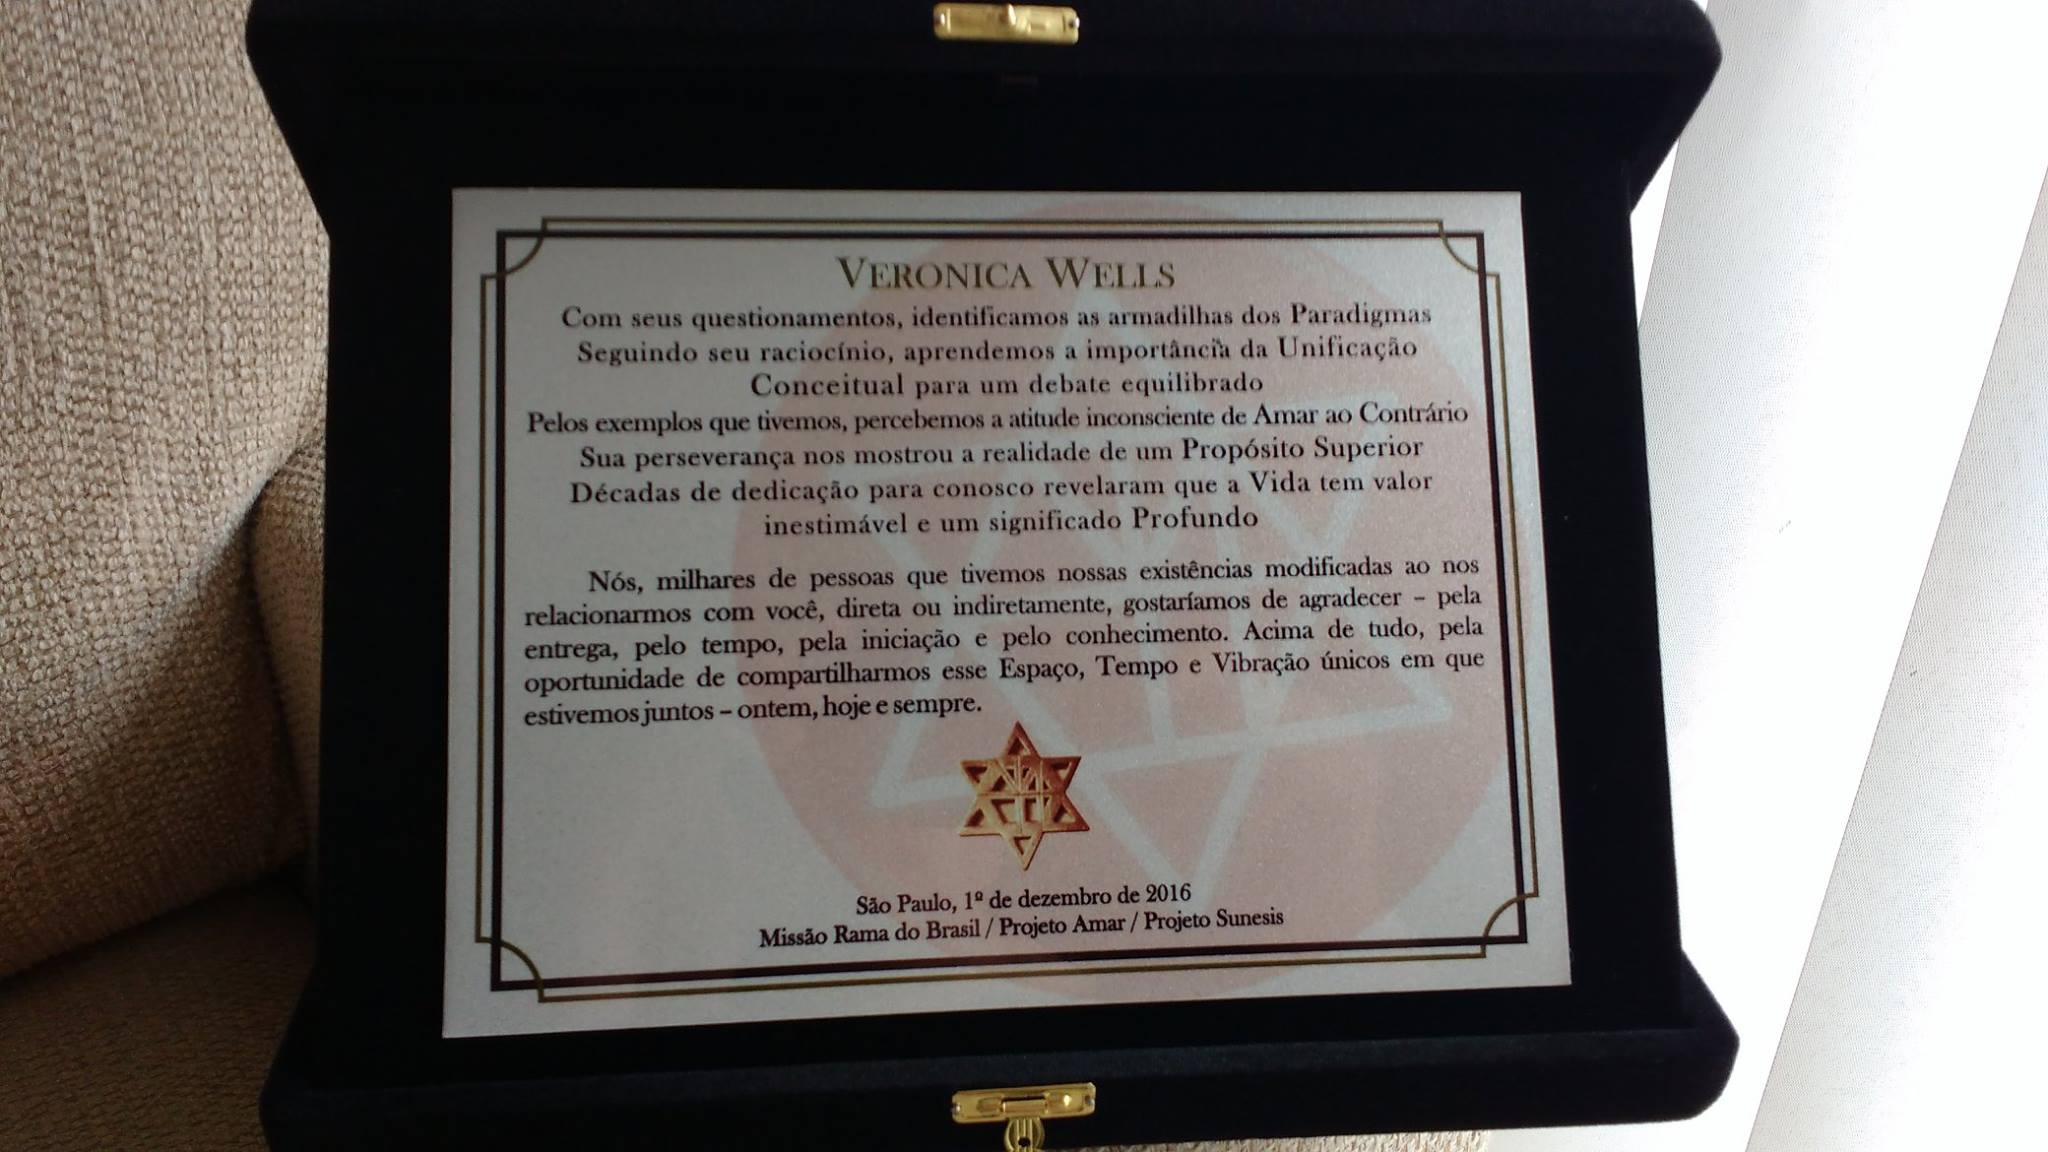 VERONICA WELLS
Com seus questionamentos, identificamos as armadilhas dos Paradigmas
Seguindo seu raciocínio, aprendemos a importância da Unificação
Conceitual para um debate equilibrado
Pelos exemplos que tivemos, percebemos a atitude inconsciente de Amar ao Contrário
Sua perseverança nos mostrou a realidade de um Propósito Superior
Décadas de dedicação para conosco revelaram que a Vida tem valor
inestimável e um significado Profundo
Nós, milhares de pessoas que tivemos nossas existências modificadas ao nos
relacionarmos com você, direta ou indiretamente, gostaríamos de agradecer – pela
entrega, pelo tempo, pela iniciação e pelo conhecimento. Acima de tudo, pela
oportunidade de compartilharmos esse Espaço, Tempo e Vibração únicos em que
estivemos juntos – ontem, hoje e sempre.
São Paulo, 1º de dezembro de 2016
Missão Rama do Brasil / Projeto Amar / Projeto Sunesis